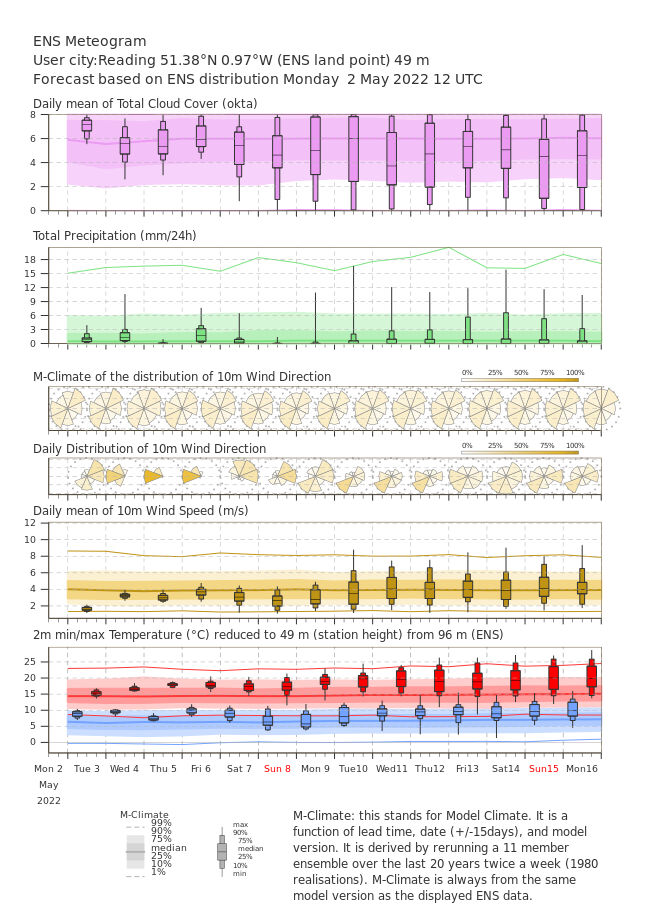 ENS Meteogram
User city:Reading 51.38°N 0.97°W (ENS land point) 49 m
Forecast based on ENS distribution Monday 2 May 2022 12 UTC
Daily mean of Total Cloud Cover (okta)
8
6
4
2
0
Total Precipitation (mm/24h)
18
15
12
9
6
3
0
M-Climate of the distribution of 10m Wind Direction
0% 25% 50% 75% 100%
Daily Distribution of 10m Wind Direction
0% 25% 50% 75% 100%
Daily mean of 10m Wind Speed (m/s)
12
10
8
6
4
2
2m min/max Temperature (°C) reduced to 49 m (station height) from 96 m (ENS)
25
20
15
10
5
0
Mon 2 Tue 3 Wed 4 Thu 5 Fri 6 Sat 7 Sun 8 Mon 9 Tue10 Wed11 Thu12 Fri13 Sat14 Sun15 Mon16
May
2022
M-Climate
99%
90%
75%
median
25%
10%
1%
max
90%
75%
median
25%
10%
min
M-Climate: this stands for Model Climate. It is a
function of lead time, date (+/-15days), and model
version. It is derived by rerunning a 11 member
ensemble over the last 20 years twice a week (1980
realisations). M-Climate is always from the same
model version as the displayed ENS data.